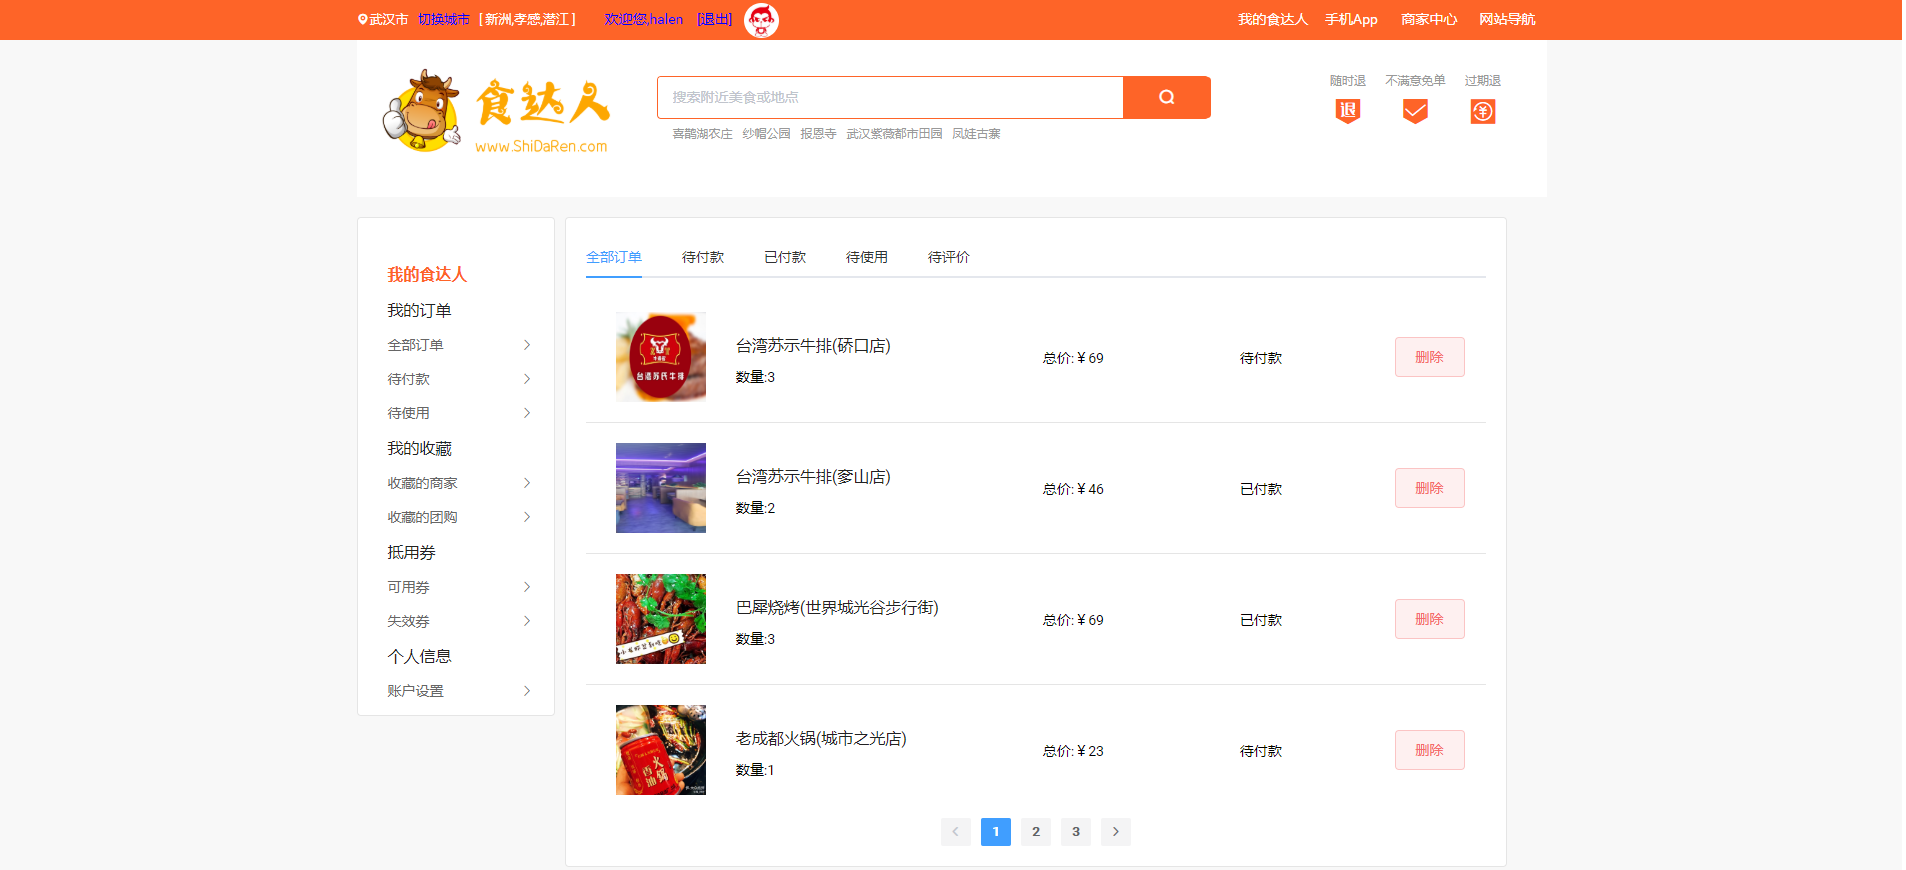 武汉市 切换城市 [ 新洲,孝感,潜江 ] 欢迎您,halen [退出] 我的食达人 手机App 商家中心 网站导航
食达人
www.ShiDaRen.com
搜索附近美食或地点
喜鹊湖农庄 纱帽公园 报恩寺 武汉紫薇都市田园 凤娃古寨
随时退 不满意免单 过期退
退
我的食达人
我的订单
全部订单
待付款
待使用
我的收藏
收藏的商家
收藏的团购
抵用券
可用券
失效券
个人信息
账户设置
全部订单 待付款 已付款 待使用 待评价
台湾苏氏牛排
台湾苏示牛排(硚口店)
数量:3
总价:￥69 待付款 删除
台湾苏示牛排(奓山店)
数量:2
总价:￥46 已付款 删除
巴犀烧烤(世界城光谷步行街)
数量:3
总价:￥69 已付款 删除
火锅
香油
老成都火锅(城市之光店)
数量:1
总价:￥23 待付款 删除
1 2 3